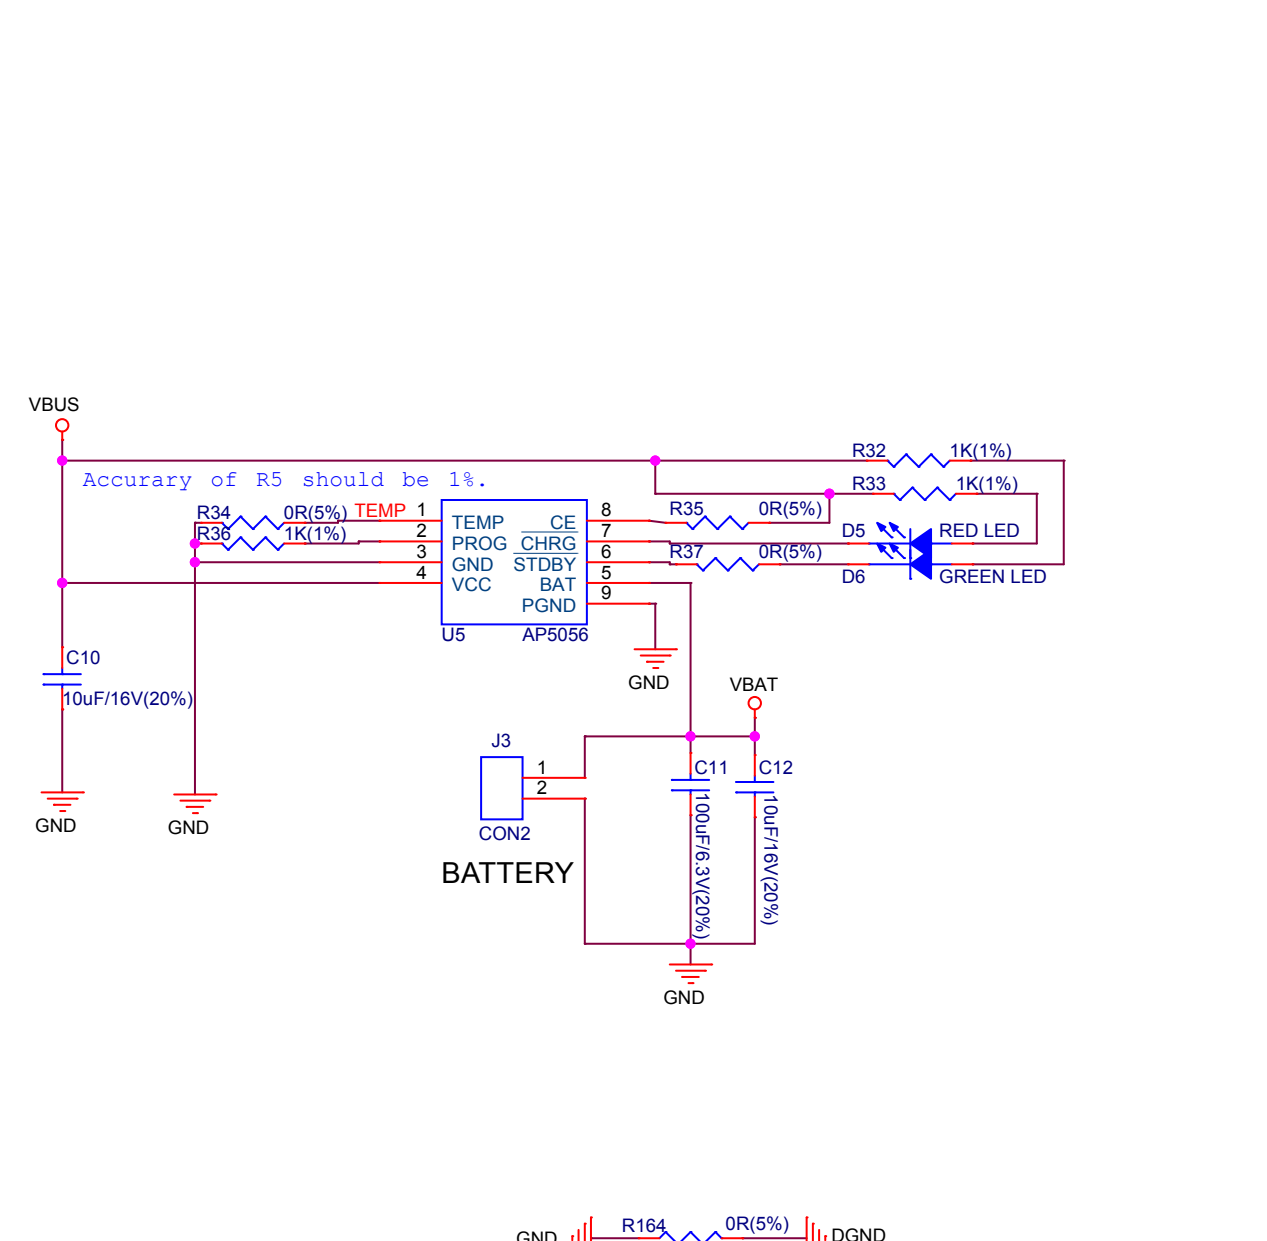 VBUS
R32 1K(1%)
Accurary of R5 should be 1%.
R33 1K(1%)
R34 0R(5%) TEMP 1 TEMP CE 8 R35 0R(5%)
R36 1K(1%) 2 PROG CHRG 7 D5 RED LED
3 GND STDBY 6 R37 0R(5%)
4 VCC BAT 5 D6 GREEN LED
PGND 9
U5 AP5056
C10
GND
VBAT
10uF/16V(20%)
J3
1 C11 C12
2
100uF/6.3V(20%)
10uF/16V(20%)
GND GND
CON2
BATTERY
GND
R164 0R(5%)
GND DGND